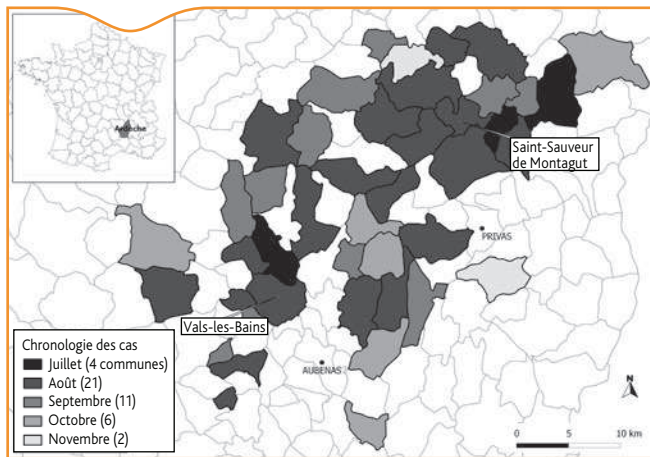 Ardèche
Saint-Sauveur
de Montagut
PRIVAS
Vals-les-Bains
AUBENAS
Chronologie des cas
Juillet (4 communes)
Août (21)
Septembre (11)
Octobre (6)
Novembre (2)
N
0 5 10 km